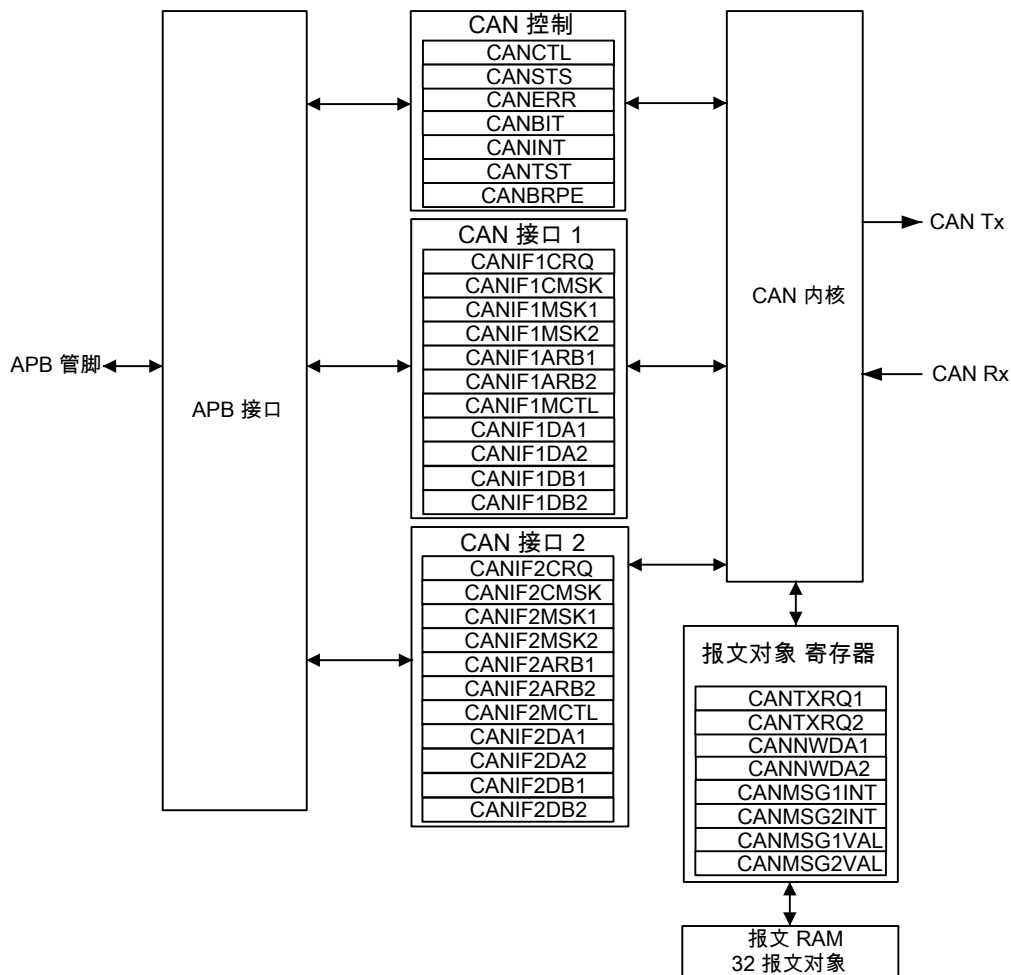 CAN 控制
CANCTL
CANSTS
CANERR
CANBIT
CANINT
CANTST
CANBRPE
CAN 接口 1
CANIF1CRQ
CANIF1CMSK
CANIF1MSK1
CANIF1MSK2
CANIF1ARB1
CANIF1ARB2
CANIF1MCTL
CANIF1DA1
CANIF1DA2
CANIF1DB1
CANIF1DB2
CAN 接口 2
CANIF2CRQ
CANIF2CMSK
CANIF2MSK1
CANIF2MSK2
CANIF2ARB1
CANIF2ARB2
CANIF2MCTL
CANIF2DA1
CANIF2DA2
CANIF2DB1
CANIF2DB2
APB 管脚
APB 接口
CAN 内核
CAN Tx
CAN Rx
报文对象 寄存器
CANTXRQ1
CANTXRQ2
CANNWDA1
CANNWDA2
CANMSG1INT
CANMSG2INT
CANMSG1VAL
CANMSG2VAL
报文 RAM
32 报文对象